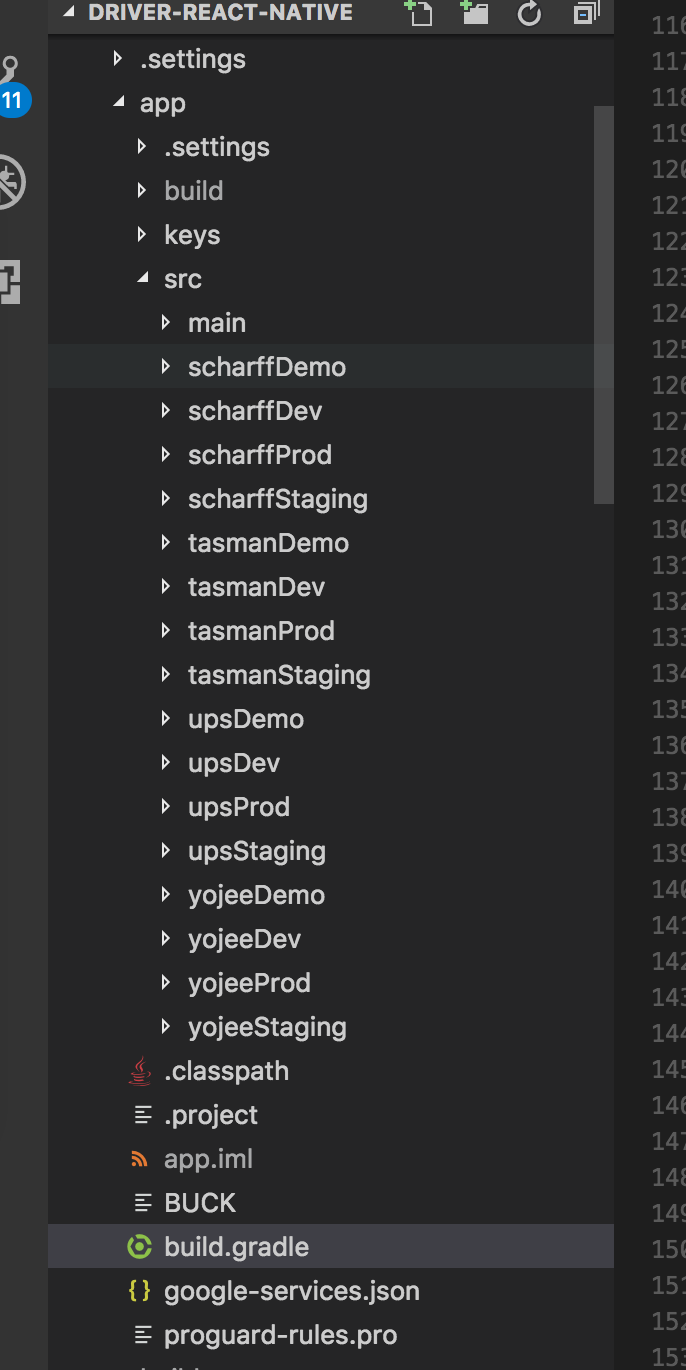 DRIVER-REACT-NATIVE
.settings
11
app
.settings
build
keys
src
main
scharffDemo
scharffDev
scharffProd
scharffStaging
tasmanDemo
tasmanDev
tasmanProd
tasmanStaging
upsDemo
upsDev
upsProd
upsStaging
yojeeDemo
yojeeDev
yojeeProd
yojeeStaging
.classpath
.project
app.iml
BUCK
build.gradle
{ } google-services.json
proguard-rules.pro
116
117
118
119
120
121
122
123
124
125
126
127
128
129
130
131
132
133
134
135
136
137
138
139
140
141
142
143
144
145
146
147
148
149
150
151
152
153